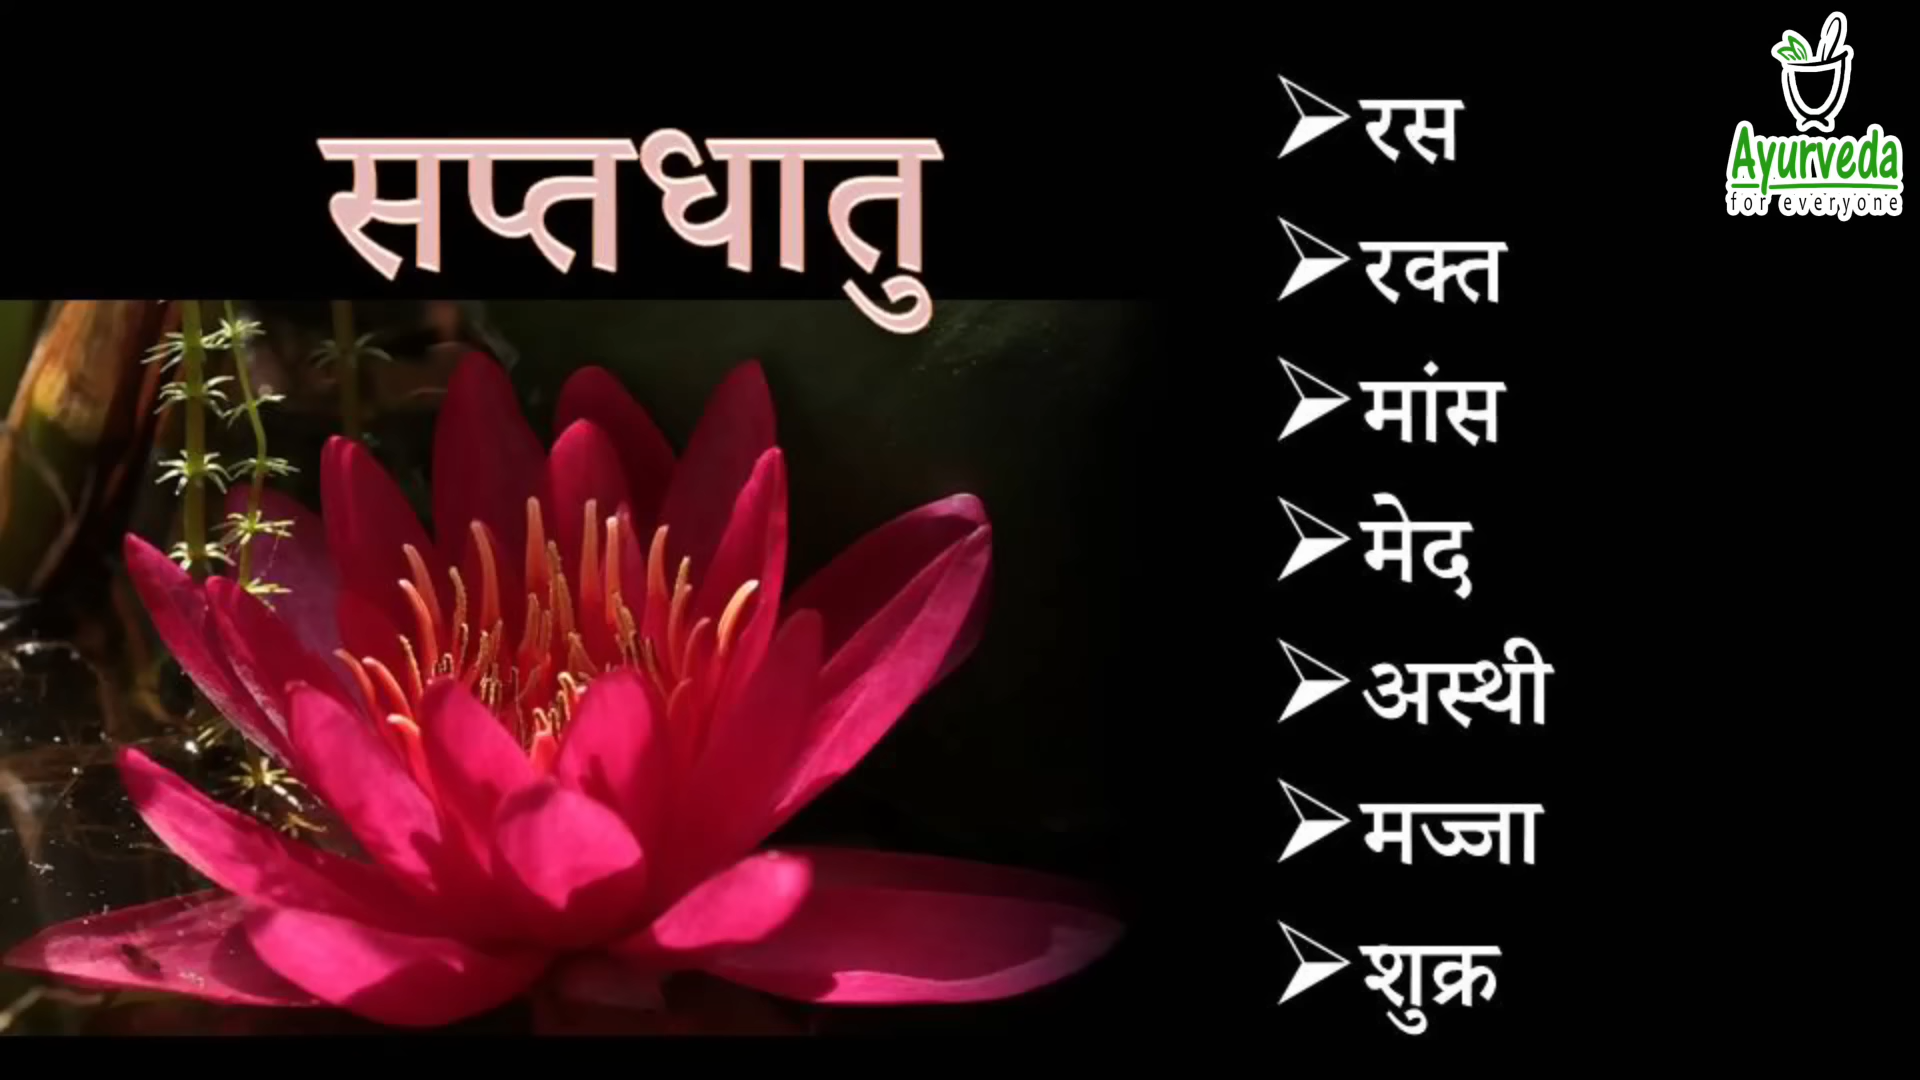 सप्तधातु
रस
रक्त
मांस
मेद
अस्थी
मज्जा
शुक्र
Ayurveda
for everyone